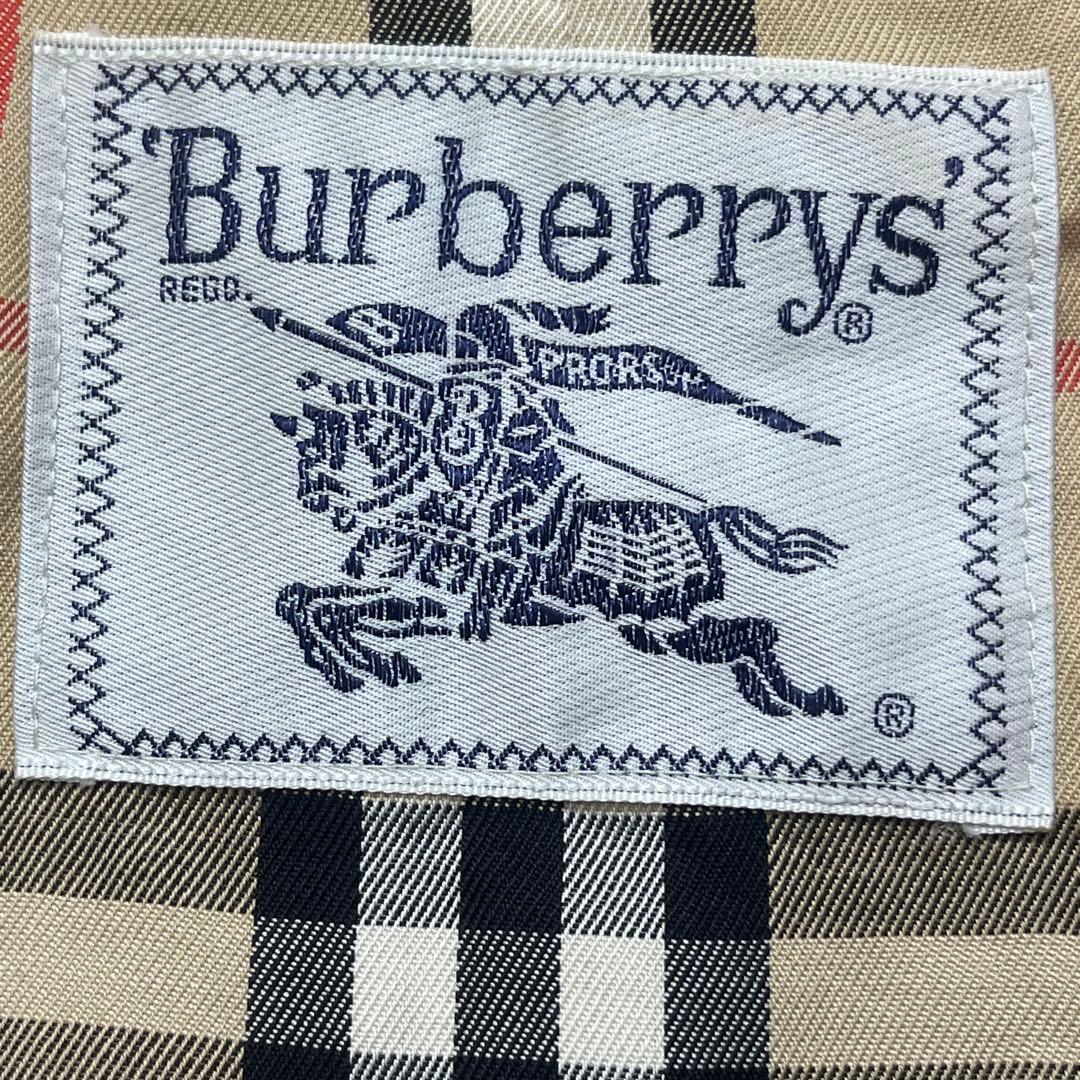 'Burberrys'
REGD. ®
B PRORSUM
B
®